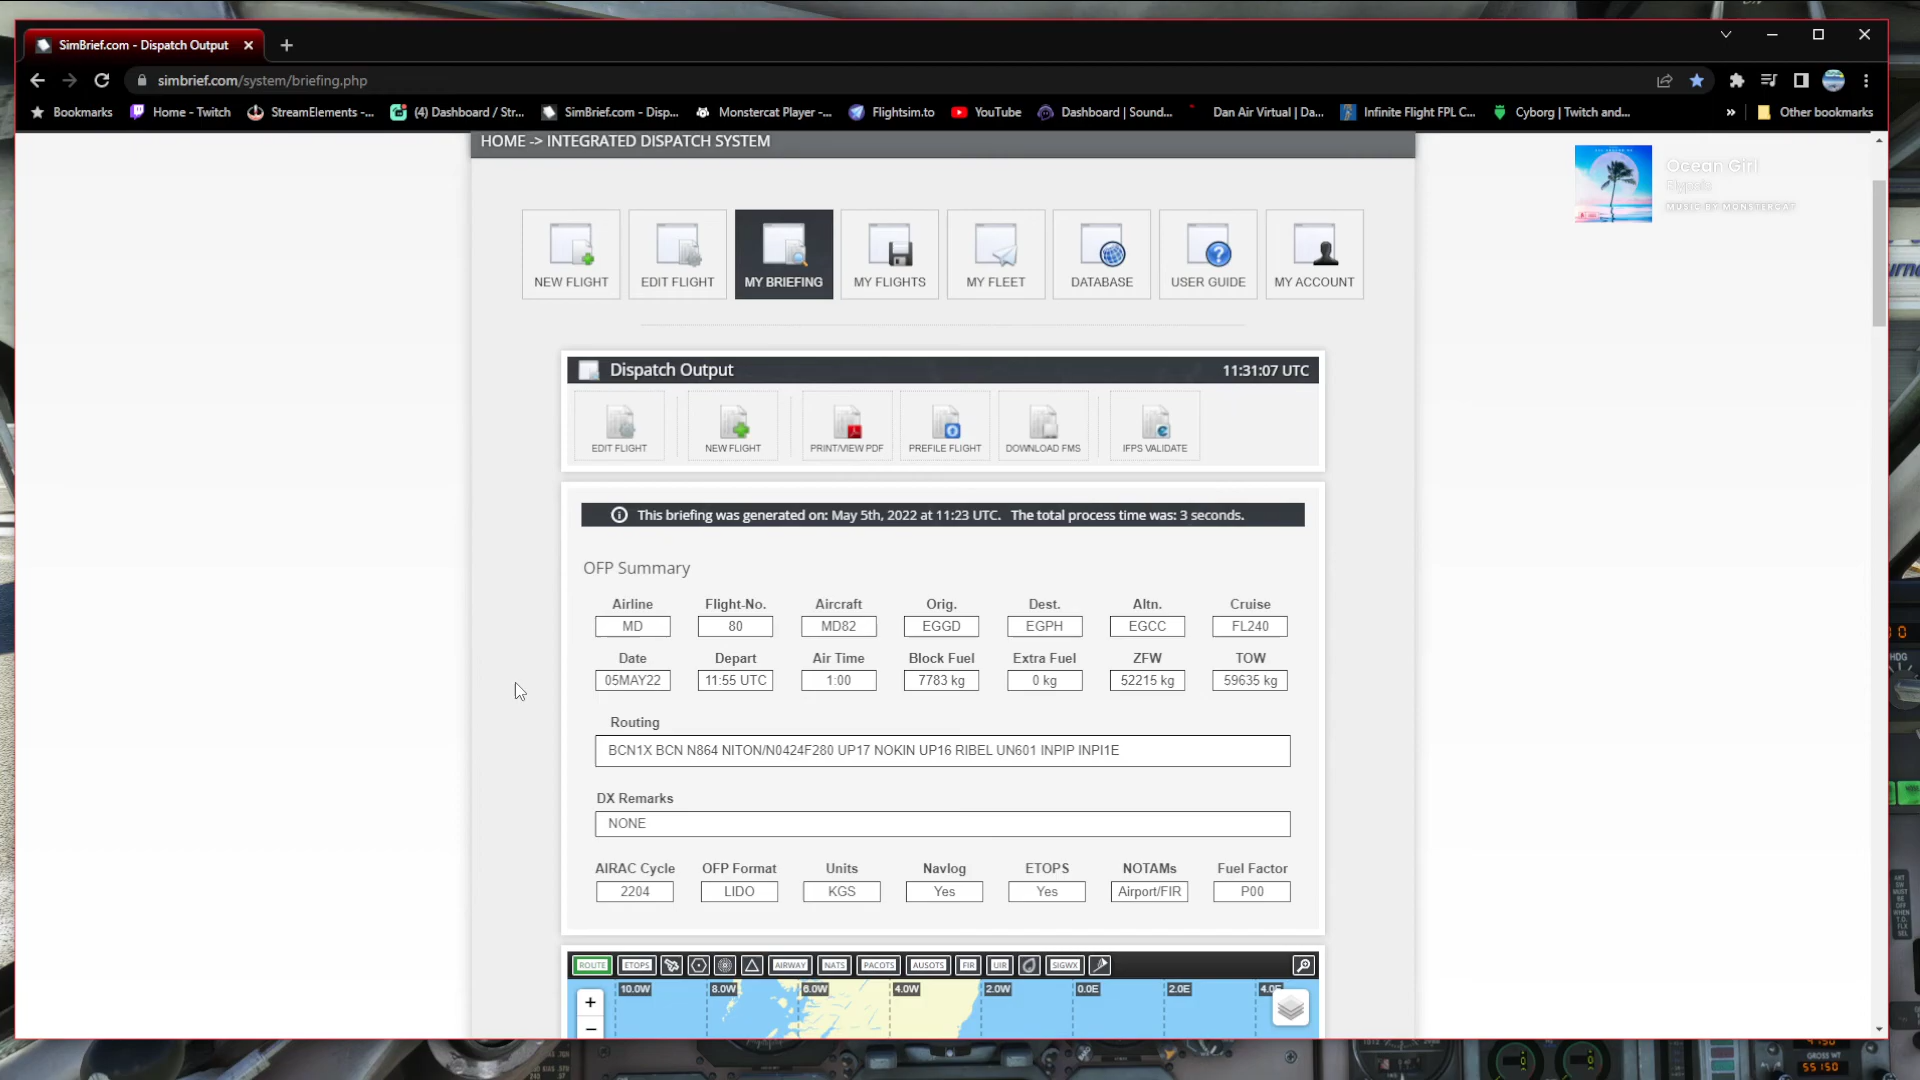 SimBrief.com - Dispatch Output
simbrief.com/system/briefing.php
Bookmarks
Home - Twitch
StreamElements -...
(4) Dashboard / Str...
SimBrief.com - Disp...
Monstercat Player -...
Flightsim.to
YouTube
Dashboard | Sound...
Dan Air Virtual | Da...
Infinite Flight FPL C...
Cyborg | Twitch and...
»
Other bookmarks
HOME -> INTEGRATED DISPATCH SYSTEM
Ocean Girl
MUSIC BY MONSTERCAT
NEW FLIGHT
EDIT FLIGHT
MY BRIEFING
MY FLIGHTS
MY FLEET
DATABASE
USER GUIDE
MY ACCOUNT
Dispatch Output
11:31:07 UTC
EDIT FLIGHT
NEW FLIGHT
PRINT/VIEW PDF
PREFILE FLIGHT
DOWNLOAD FMS
IFPS VALIDATE
This briefing was generated on: May 5th, 2022 at 11:23 UTC. The total process time was: 3 seconds.
OFP Summary
Airline Flight-No. Aircraft Orig. Dest. Altn. Cruise
MD 80 MD82 EGGD EGPH EGCC FL240
Date Depart Air Time Block Fuel Extra Fuel ZFW TOW
05MAY22 11:55 UTC 1:00 7783 kg 0 kg 52215 kg 59635 kg
Routing
BCN1X BCN N864 NITON/N0424F280 UP17 NOKIN UP16 RIBEL UN601 INPIP INPI1E
DX Remarks
NONE
AIRAC Cycle OFP Format Units Navlog ETOPS NOTAMs Fuel Factor
2204 LIDO KGS Yes Yes Airport/FIR P00
ROUTE ETOPS AIRWAY NATS PACOTS AUSOTS FIR UIR SIGWX
10.0W 8.0W 6.0W 4.0W 2.0W 0.0E 2.0E
+
−
HDG
GROSS WT
55150